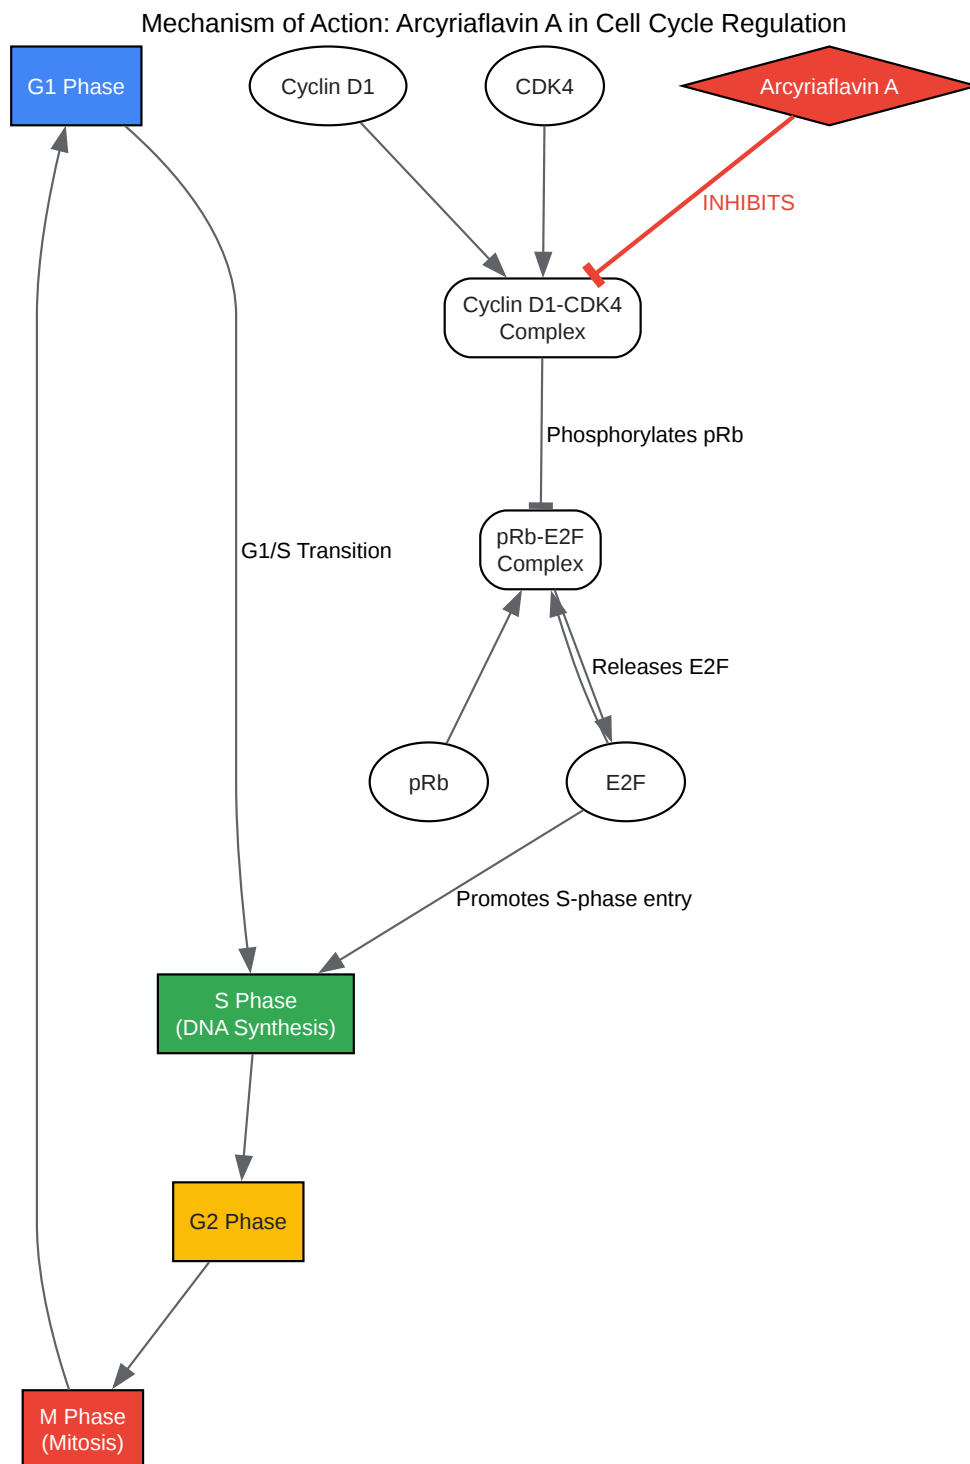 Mechanism of Action: Arcyriaflavin A in Cell Cycle Regulation
G1 Phase
Cyclin D1
CDK4
Arcyriaflavin A
INHIBITS
Cyclin D1-CDK4
Complex
Phosphorylates pRb
pRb-E2F
Complex
G1/S Transition
Releases E2F
pRb
E2F
Promotes S-phase entry
S Phase
(DNA Synthesis)
G2 Phase
M Phase
(Mitosis)